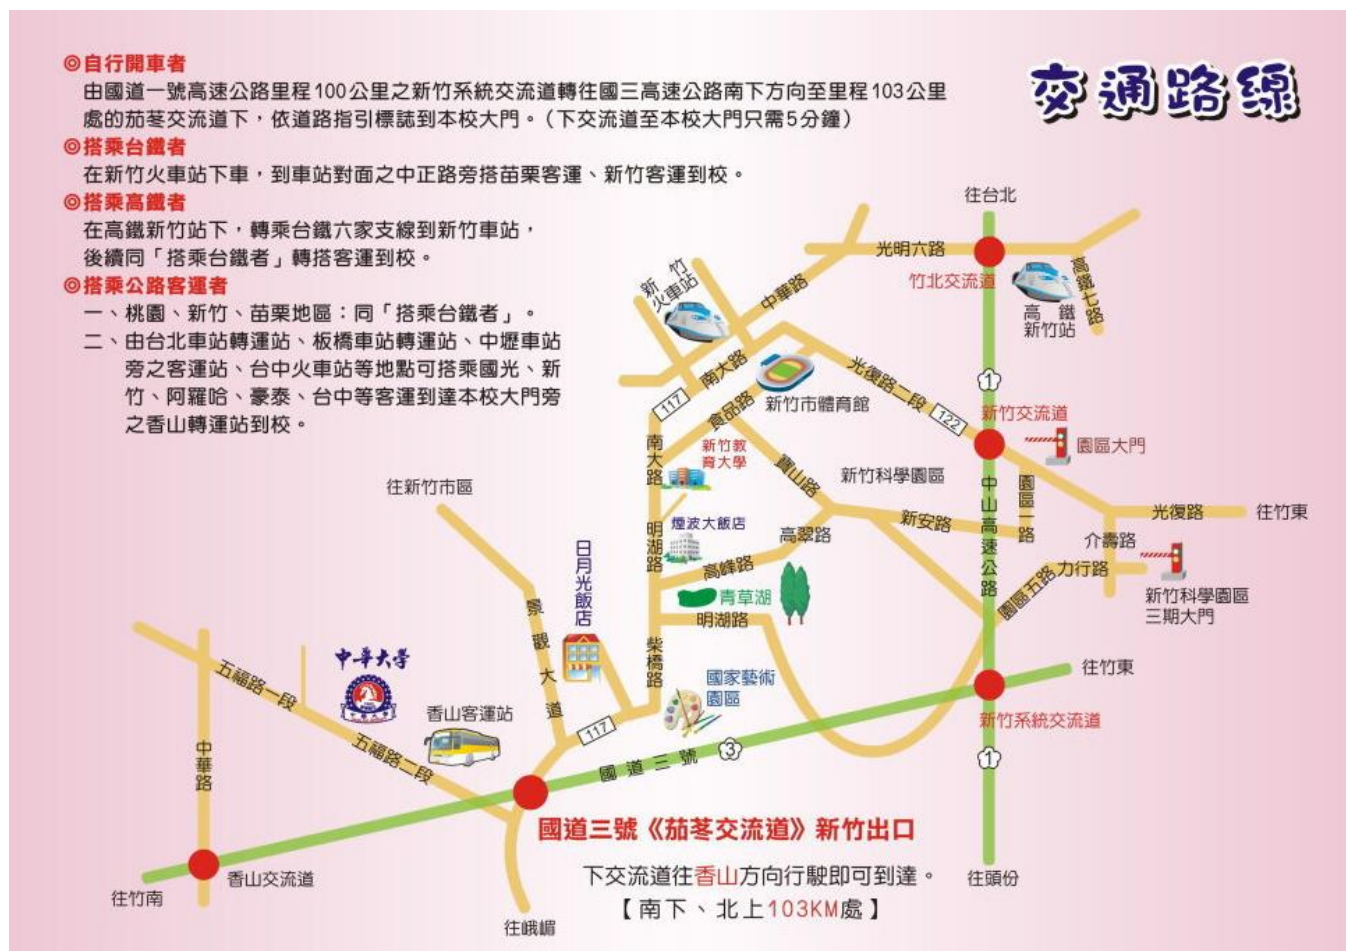 交通路線
◎自行開車者
由國道一號高速公路里程100公里之新竹系統交流道轉往國三高速公路南下方向至里程103公里
處的茄苳交流道下，依道路指引標誌到本校大門。(下交流道至本校大門只需5分鐘)
◎搭乘台鐵者
在新竹火車站下車，到車站對面之中正路旁搭苗栗客運、新竹客運到校。
◎搭乘高鐵者
在高鐵新竹站下，轉乘台鐵六家支線到新竹車站，
後續同「搭乘台鐵者」轉搭客運到校。
◎搭乘公路客運者
一、桃園、新竹、苗栗地區：同「搭乘台鐵者」。
二、由台北車站轉運站、板橋車站轉運站、中壢車站
旁之客運站、台中火車站等地點可搭乘國光、新
竹、阿羅哈、豪泰、台中等客運到達本校大門旁
之香山轉運站到校。
往台北
光明六路
竹北交流道
高鐵七路
高鐵
新竹站
新竹
火車站
中華路
南大路
117
食品路
新竹市體育館
光復路二段
122
1
新竹交流道
園區大門
南大路
新竹教
育大學
寶山路
新竹科學園區
中山高速公路
園區一路
往新竹市區
煙波大飯店
明湖路
高翠路
新安路
光復路
往竹東
介壽路
日月光飯店
高峰路
青草湖
明湖路
園區五路
力行路
新竹科學園區
三期大門
景觀大道
柴橋路
國家藝術
園區
往竹東
中華大學
五福路一段
香山客運站
117
新竹系統交流道
中華路
五福路二段
國道三號
3
1
國道三號《茄苳交流道》新竹出口
下交流道往香山方向行駛即可到達。
【南下、北上103KM處】
香山交流道
往竹南
往峨嵋
往頭份